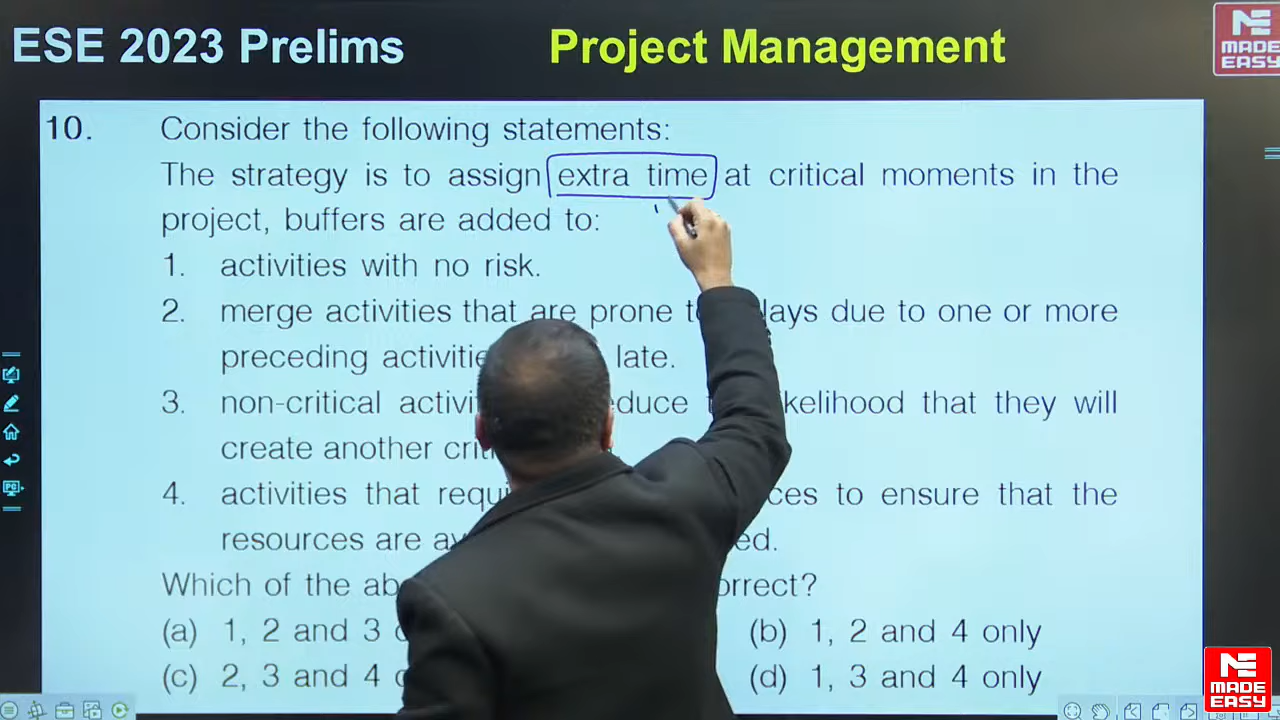 ESE 2023 Prelims Project Management
NE
MADE
EASY
10. Consider the following statements:
The strategy is to assign extra time at critical moments in the
project, buffers are added to:
1. activities with no risk.
2. merge activities that are prone lays due to one or more
preceding activitie late.
3. non-critical activi educe kelihood that they will
create another crit
4. activities that requi ces to ensure that the
resources are av ed.
Which of the ab orrect?
(a) 1, 2 and 3 (b) 1, 2 and 4 only
(c) 2, 3 and 4 (d) 1, 3 and 4 only
NE
MADE
EASY